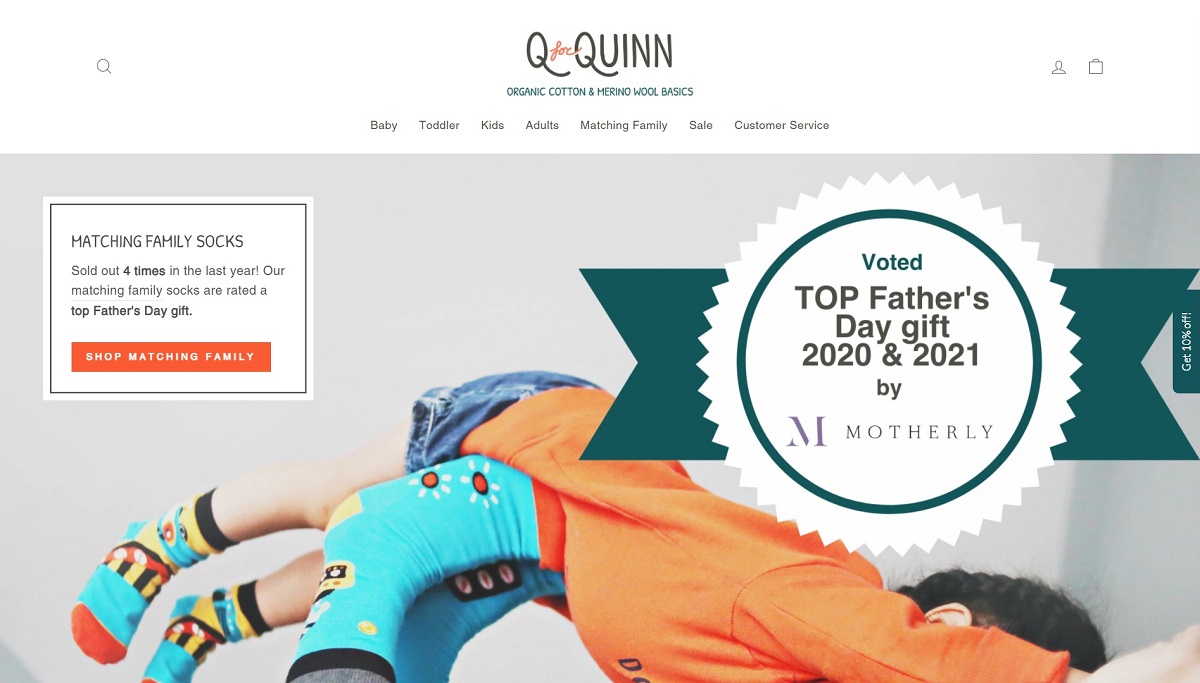 Q for QUINN
ORGANIC COTTON & MERINO WOOL BASICS
Baby Toddler Kids Adults Matching Family Sale Customer Service
MATCHING FAMILY SOCKS
Sold out 4 times in the last year! Our
matching family socks are rated a
top Father's Day gift.
SHOP MATCHING FAMILY
Voted
TOP Father's
Day gift
2020 & 2021
by
M MOTHERLY
Get 10% off!